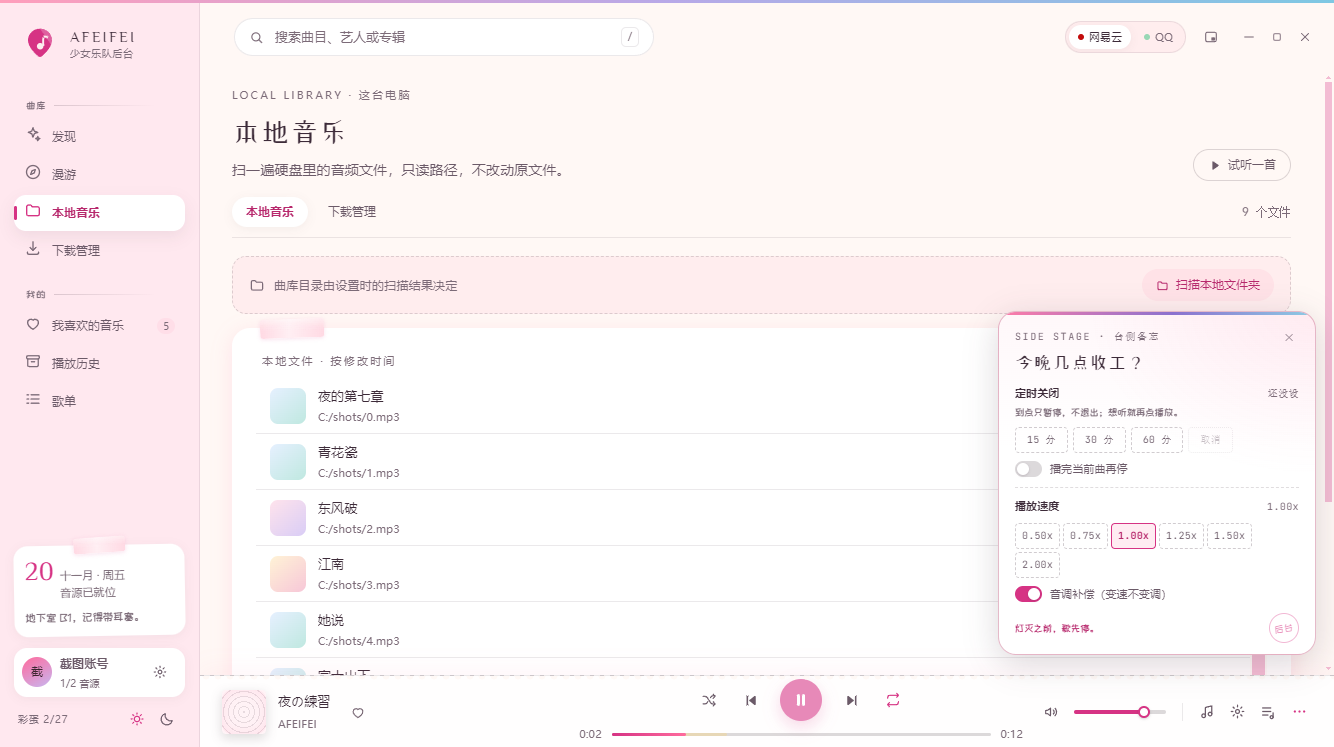 AFEIFEI
少女乐队后台
搜索曲目、艺人或专辑
/
网易云
QQ
曲库
发现
漫游
本地音乐
下载管理
我的
我喜欢的音乐 5
播放历史
歌单
LOCAL LIBRARY · 这台电脑
本地音乐
扫一遍硬盘里的音频文件，只读路径，不改动原文件。
试听一首
本地音乐 下载管理
9 个文件
曲库目录由设置时的扫描结果决定
扫描本地文件夹
本地文件 · 按修改时间
夜的第七章
C:/shots/0.mp3
青花瓷
C:/shots/1.mp3
东风破
C:/shots/2.mp3
江南
C:/shots/3.mp3
她说
C:/shots/4.mp3
SIDE STAGE · 台侧备忘
今晚几点收工？
定时关闭 还没设
到点只暂停，不退出；想听就再点播放。
15 分 30 分 60 分 取消
播完当前曲再停
播放速度 1.00x
0.50x 0.75x 1.00x 1.25x 1.50x
2.00x
音调补偿（变速不变调）
灯灭之前，歌先停。
后台
20 十一月 · 周五
音源已就位
地下室 B1，记得带耳塞。
截 截图账号
1/2 音源
彩蛋 2/27
夜の練習
AFEIFEI
0:02
0:12